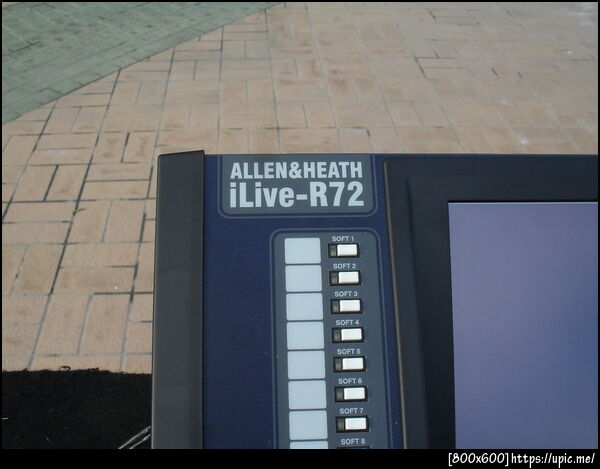 ALLEN&HEATH
iLive-R72
SOFT 1
SOFT 2
SOFT 3
SOFT 4
SOFT 5
SOFT 6
SOFT 7
SOFT 8
[800x600]https://upic.me/